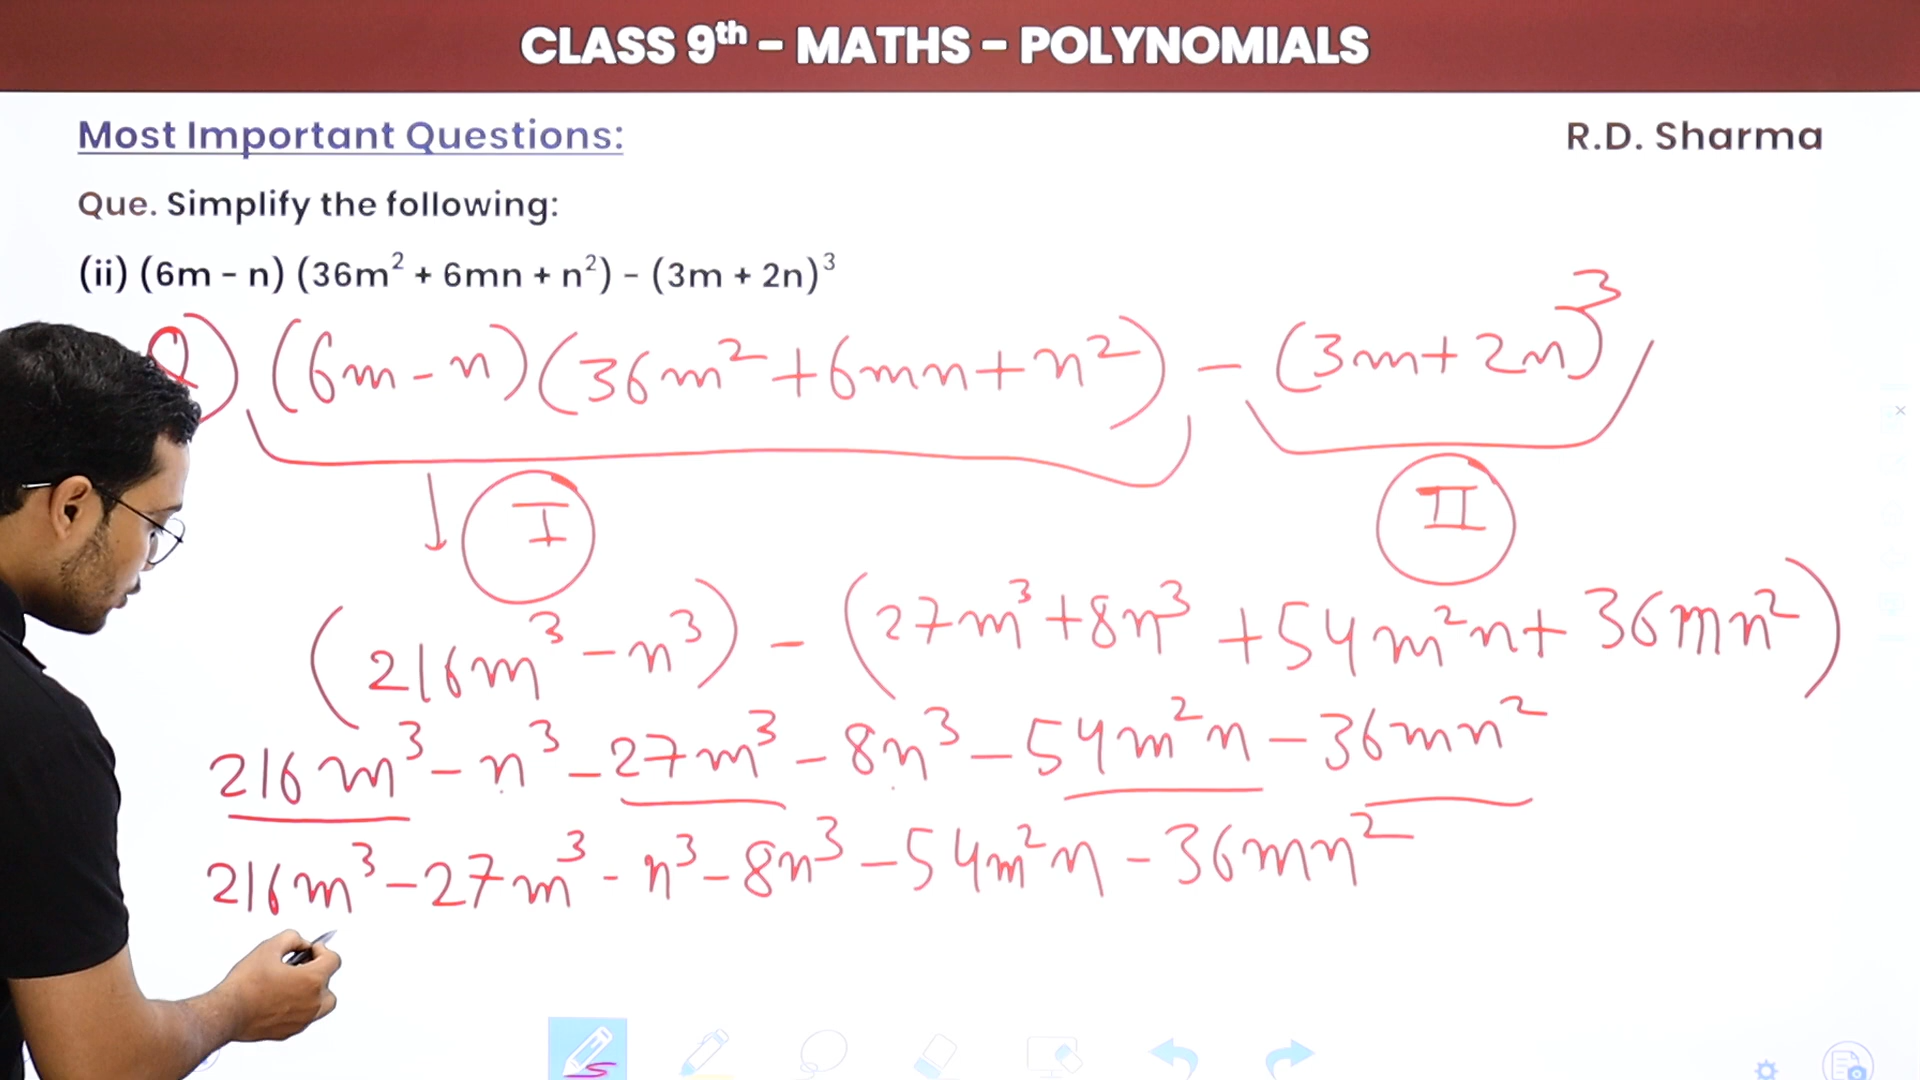 CLASS 9th – MATHS – POLYNOMIALS
Most Important Questions:
R.D. Sharma
Que. Simplify the following:
(ii) (6m – n) (36m² + 6mn + n²) – (3m + 2n)³
(6m – n)(36m² + 6mn + n²) – (3m + 2n)³
I
II
(216m³ – n³) – (27m³ + 8n³ + 54m²n + 36mn²)
216m³ – n³ – 27m³ – 8n³ – 54m²n – 36mn²
216m³ – 27m³ – n³ – 8n³ – 54m²n – 36mn²